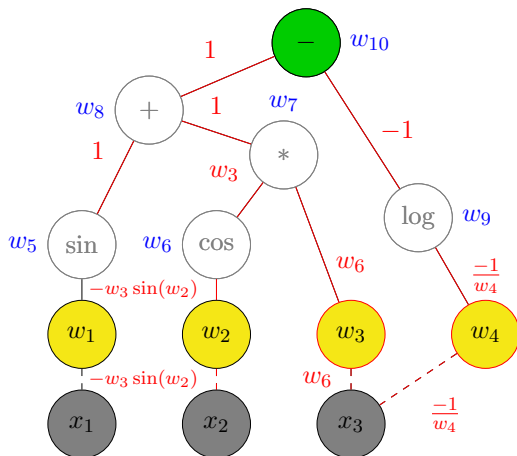 1 − w₁₀
w₈ + 1 w₇
1 w₃ * −1
w₅ sin w₆ cos w₆ log w₉
−w₃ sin(w₂) −1/w₄
w₁ w₂ w₃ w₄
−w₃ sin(w₂) w₆ −1/w₄
x₁ x₂ x₃